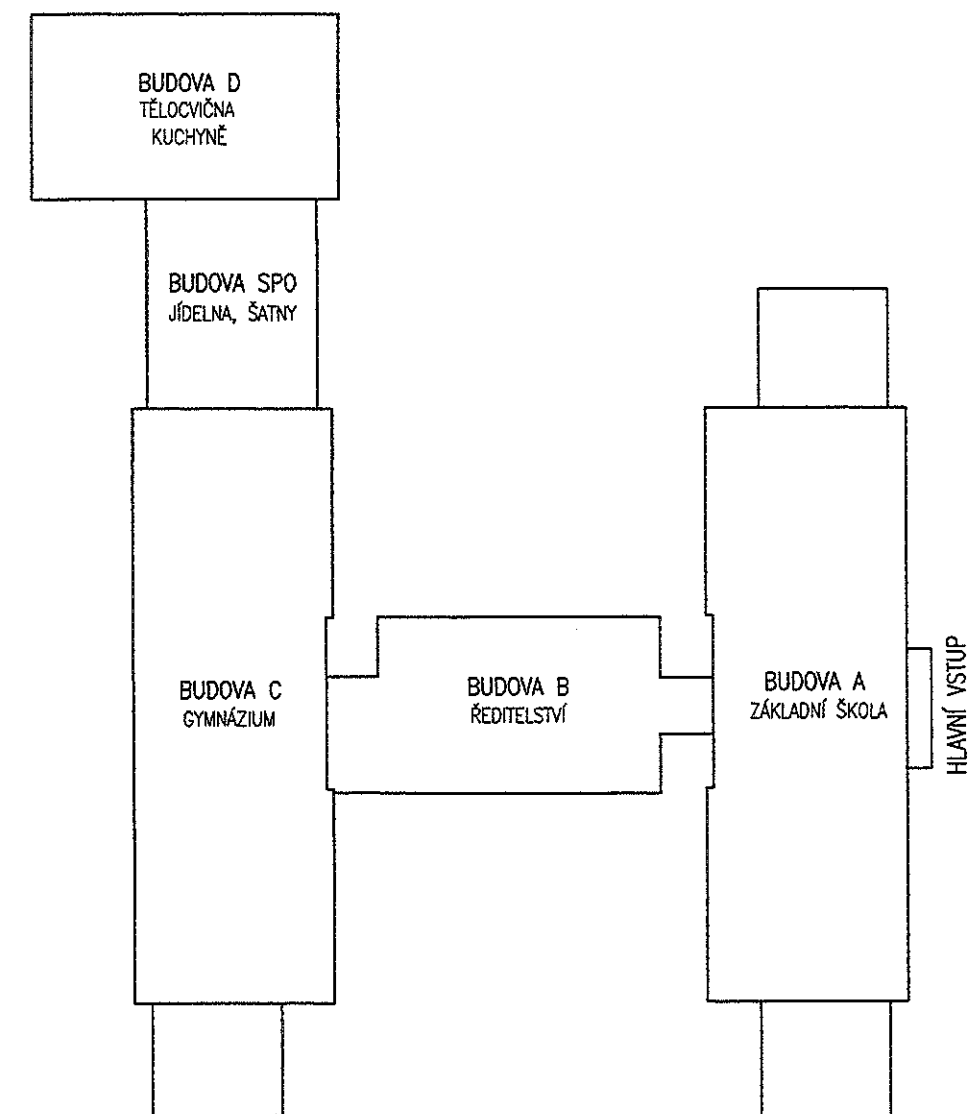 BUDOVA D
TĚLOCVIČNA
KUCHYNĚ
BUDOVA SPO
JÍDELNA, ŠATNY
BUDOVA C
GYMNÁZIUM
BUDOVA B
ŘEDITELSTVÍ
BUDOVA A
ZÁKLADNÍ ŠKOLA
HLAVNÍ VSTUP